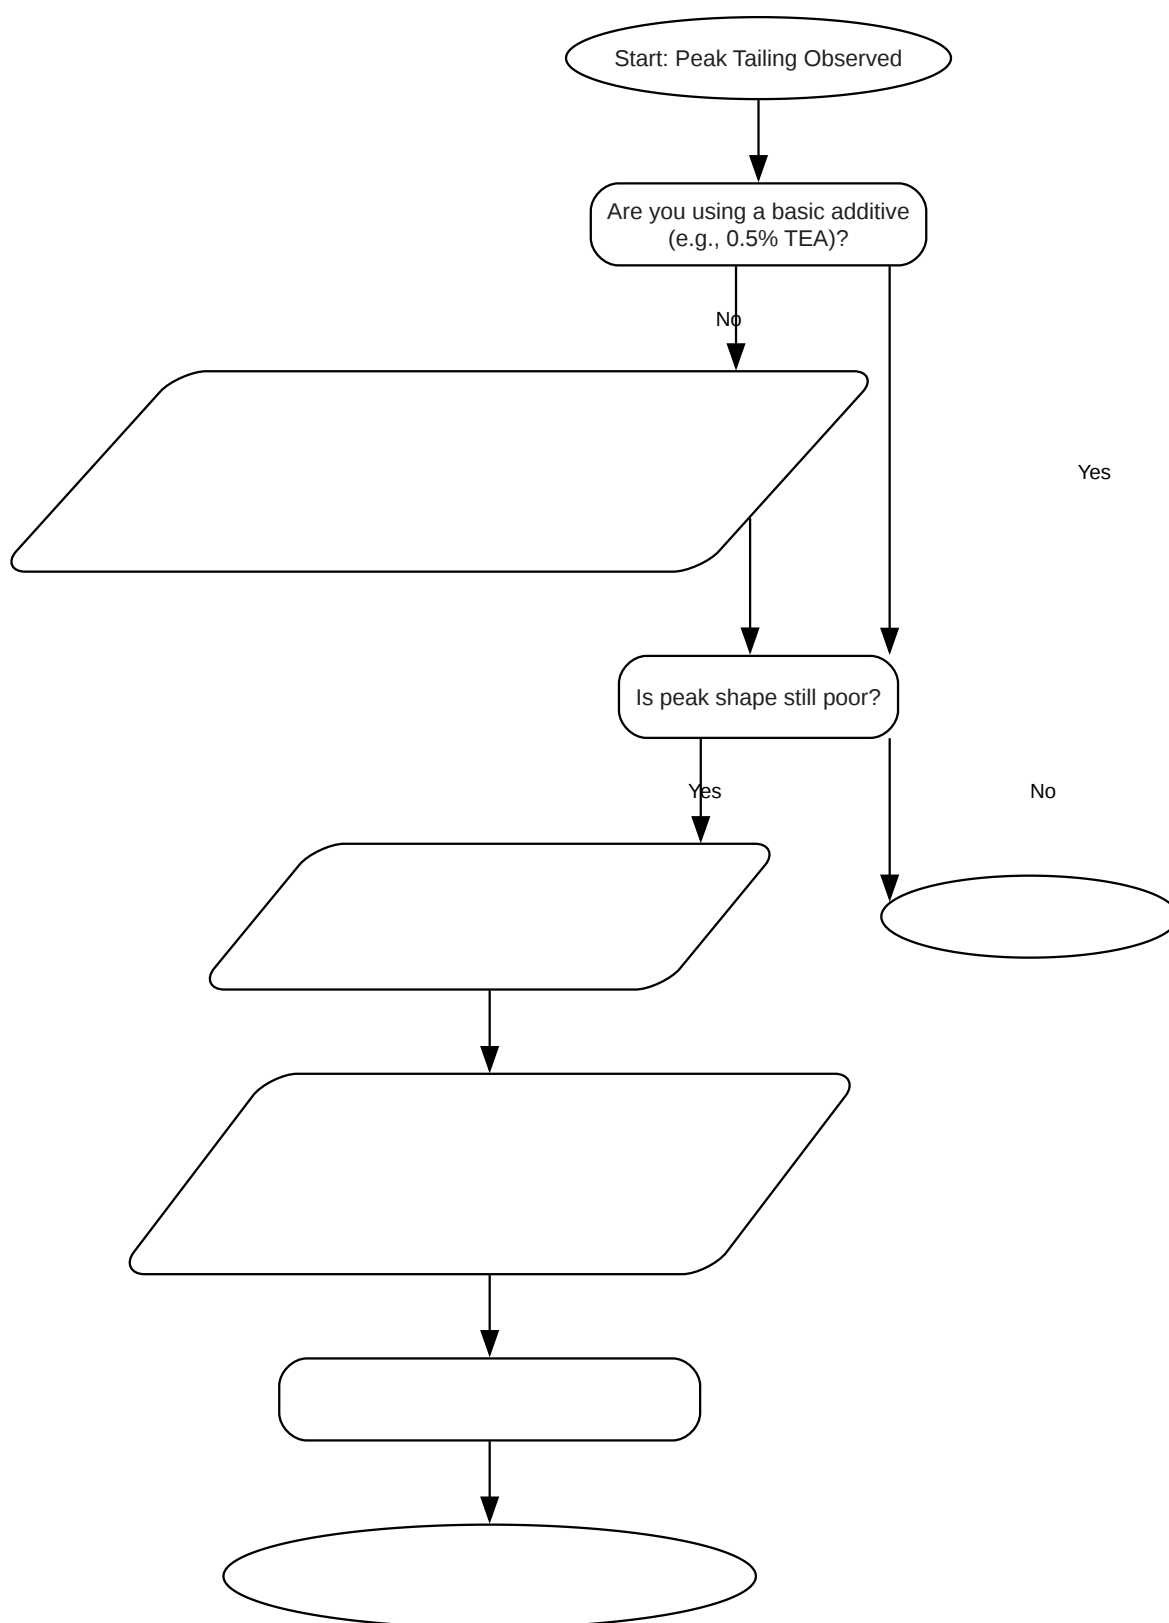 Start: Peak Tailing Observed
Are you using a basic additive
(e.g., 0.5% TEA)?
No
Yes
Is peak shape still poor?
Yes
No